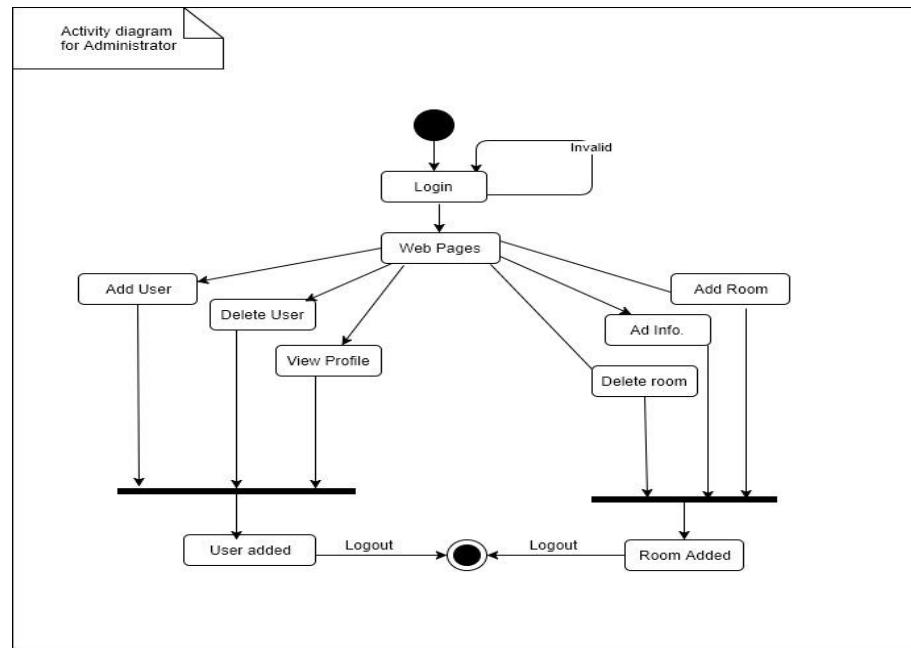 Activity diagram
for Administrator
Invalid
Login
Web Pages
Add User
Add Room
Delete User
Ad Info.
View Profile
Delete room
User added
Logout
Logout
Room Added